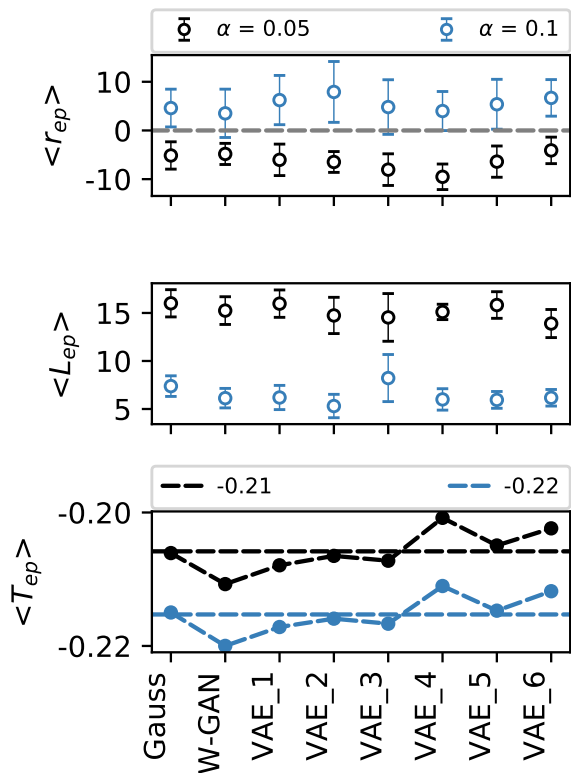 α = 0.05 α = 0.1
<r_ep>
10
0
-10
<L_ep>
15
10
5
-0.21 -0.22
<T_ep>
-0.20
-0.22
Gauss
W-GAN
VAE_1
VAE_2
VAE_3
VAE_4
VAE_5
VAE_6